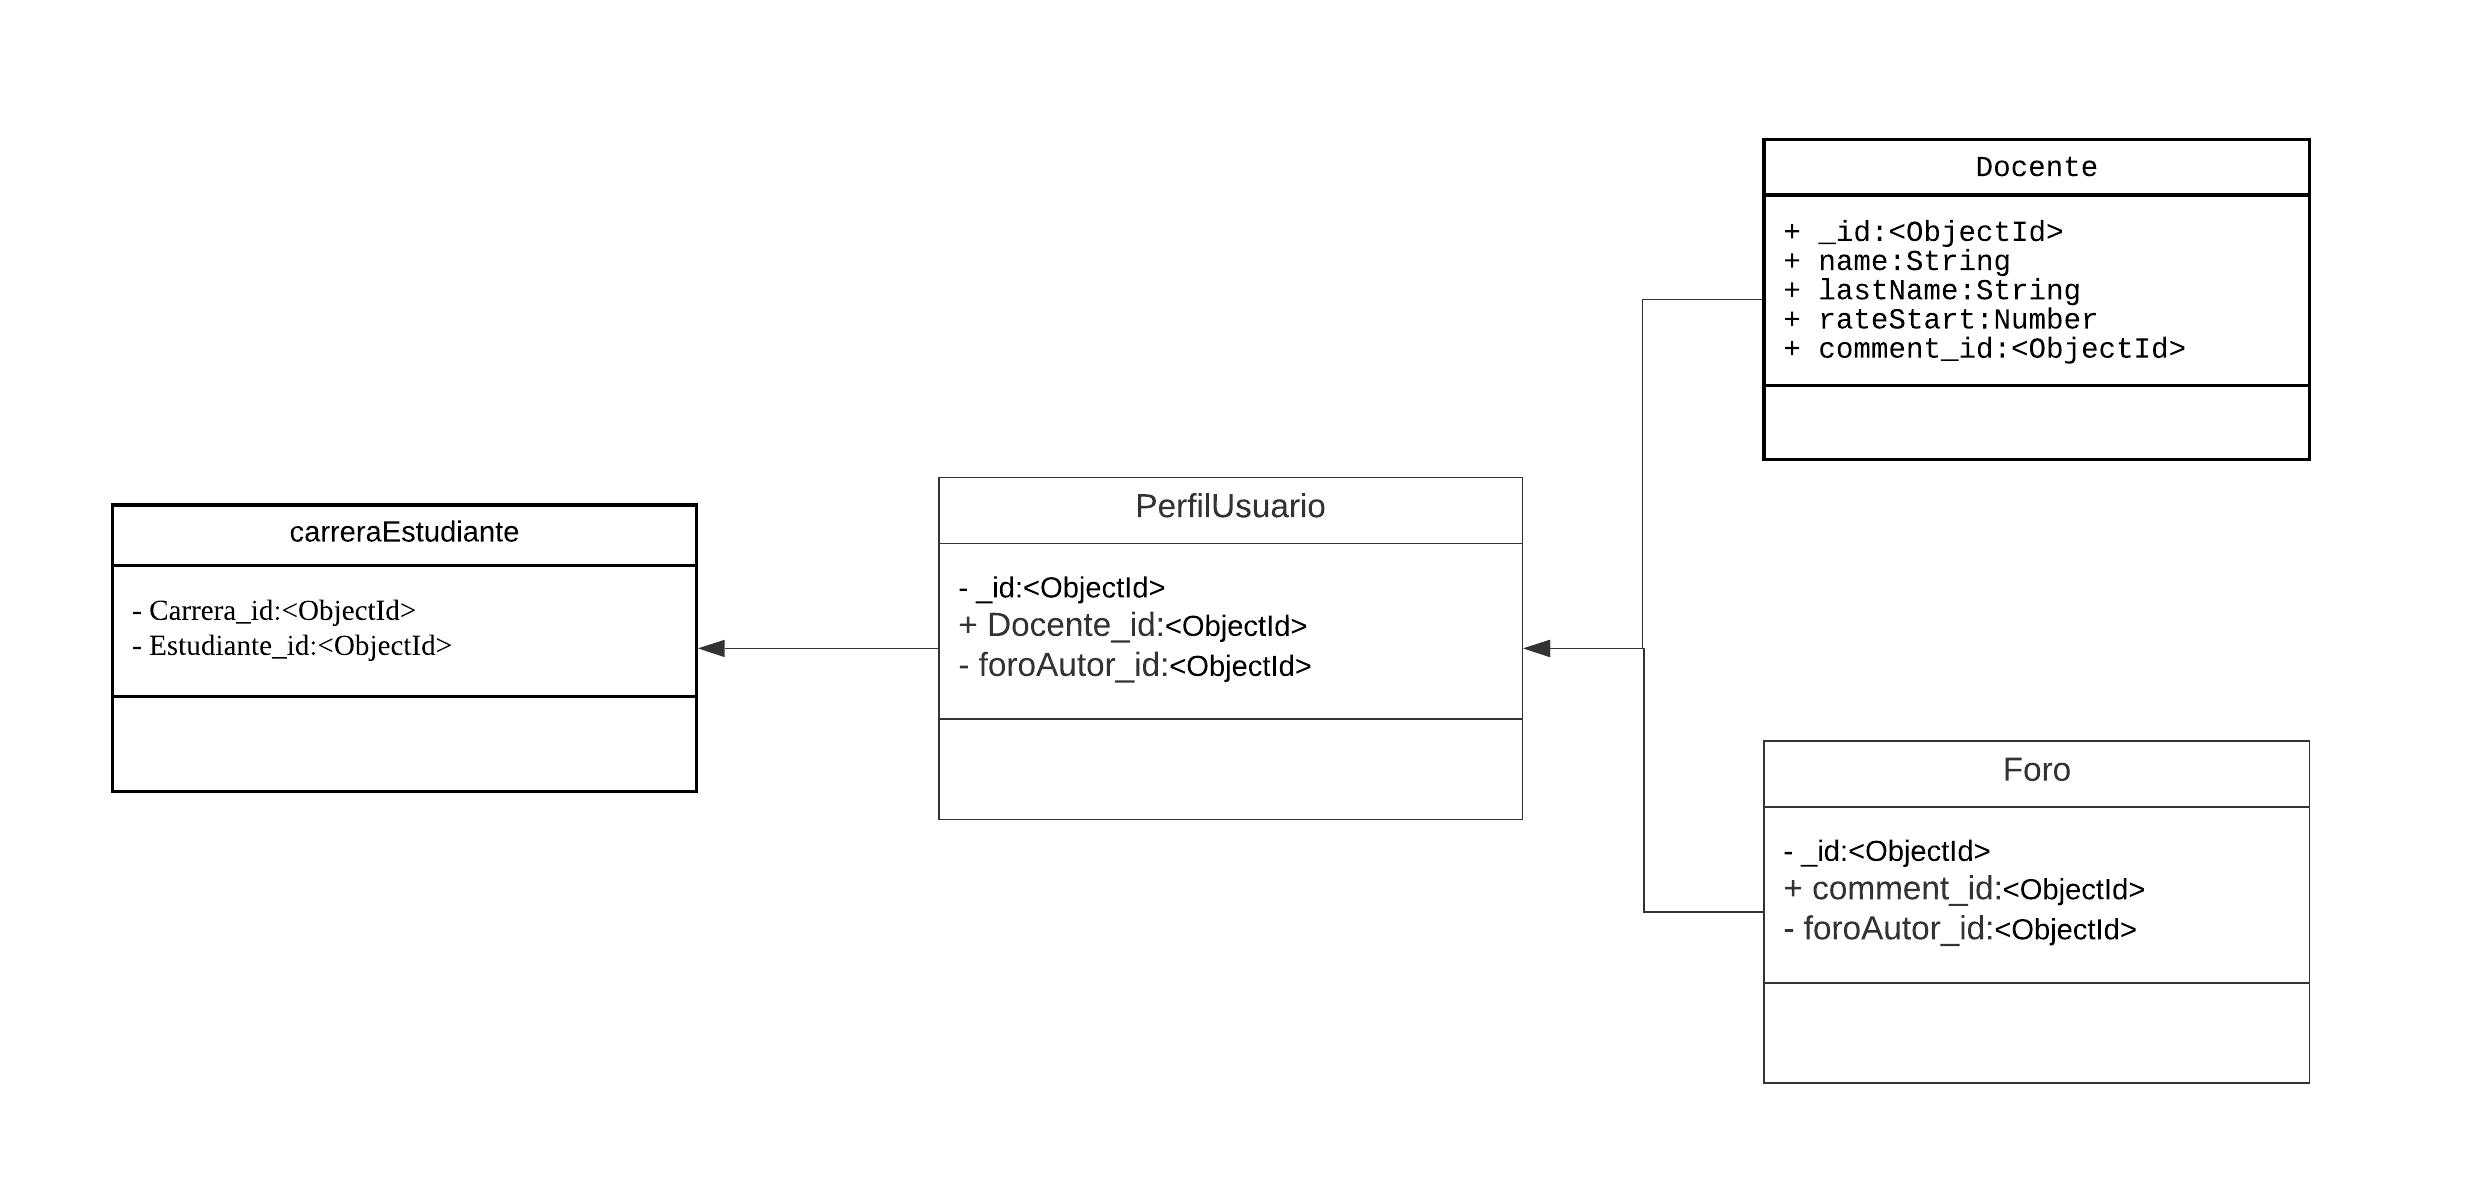 Docente
+ _id:<ObjectId>
+ name:String
+ lastName:String
+ rateStart:Number
+ comment_id:<ObjectId>
carreraEstudiante
- Carrera_id:<ObjectId>
- Estudiante_id:<ObjectId>
PerfilUsuario
- _id:<ObjectId>
+ Docente_id:<ObjectId>
- foroAutor_id:<ObjectId>
Foro
- _id:<ObjectId>
+ comment_id:<ObjectId>
- foroAutor_id:<ObjectId>